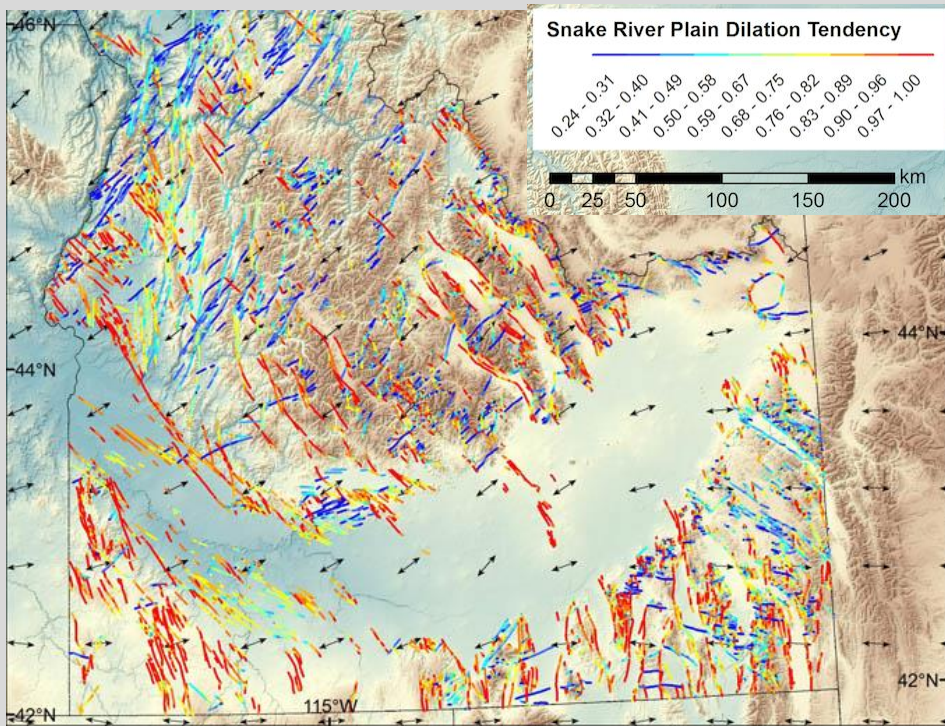 46°N
Snake River Plain Dilation Tendency
0.24 - 0.31
0.32 - 0.40
0.41 - 0.49
0.50 - 0.58
0.59 - 0.67
0.68 - 0.75
0.76 - 0.82
0.83 - 0.89
0.90 - 0.96
0.97 - 1.00
km
0 25 50 100 150 200
44°N
44°N
42°N
115°W
42°N